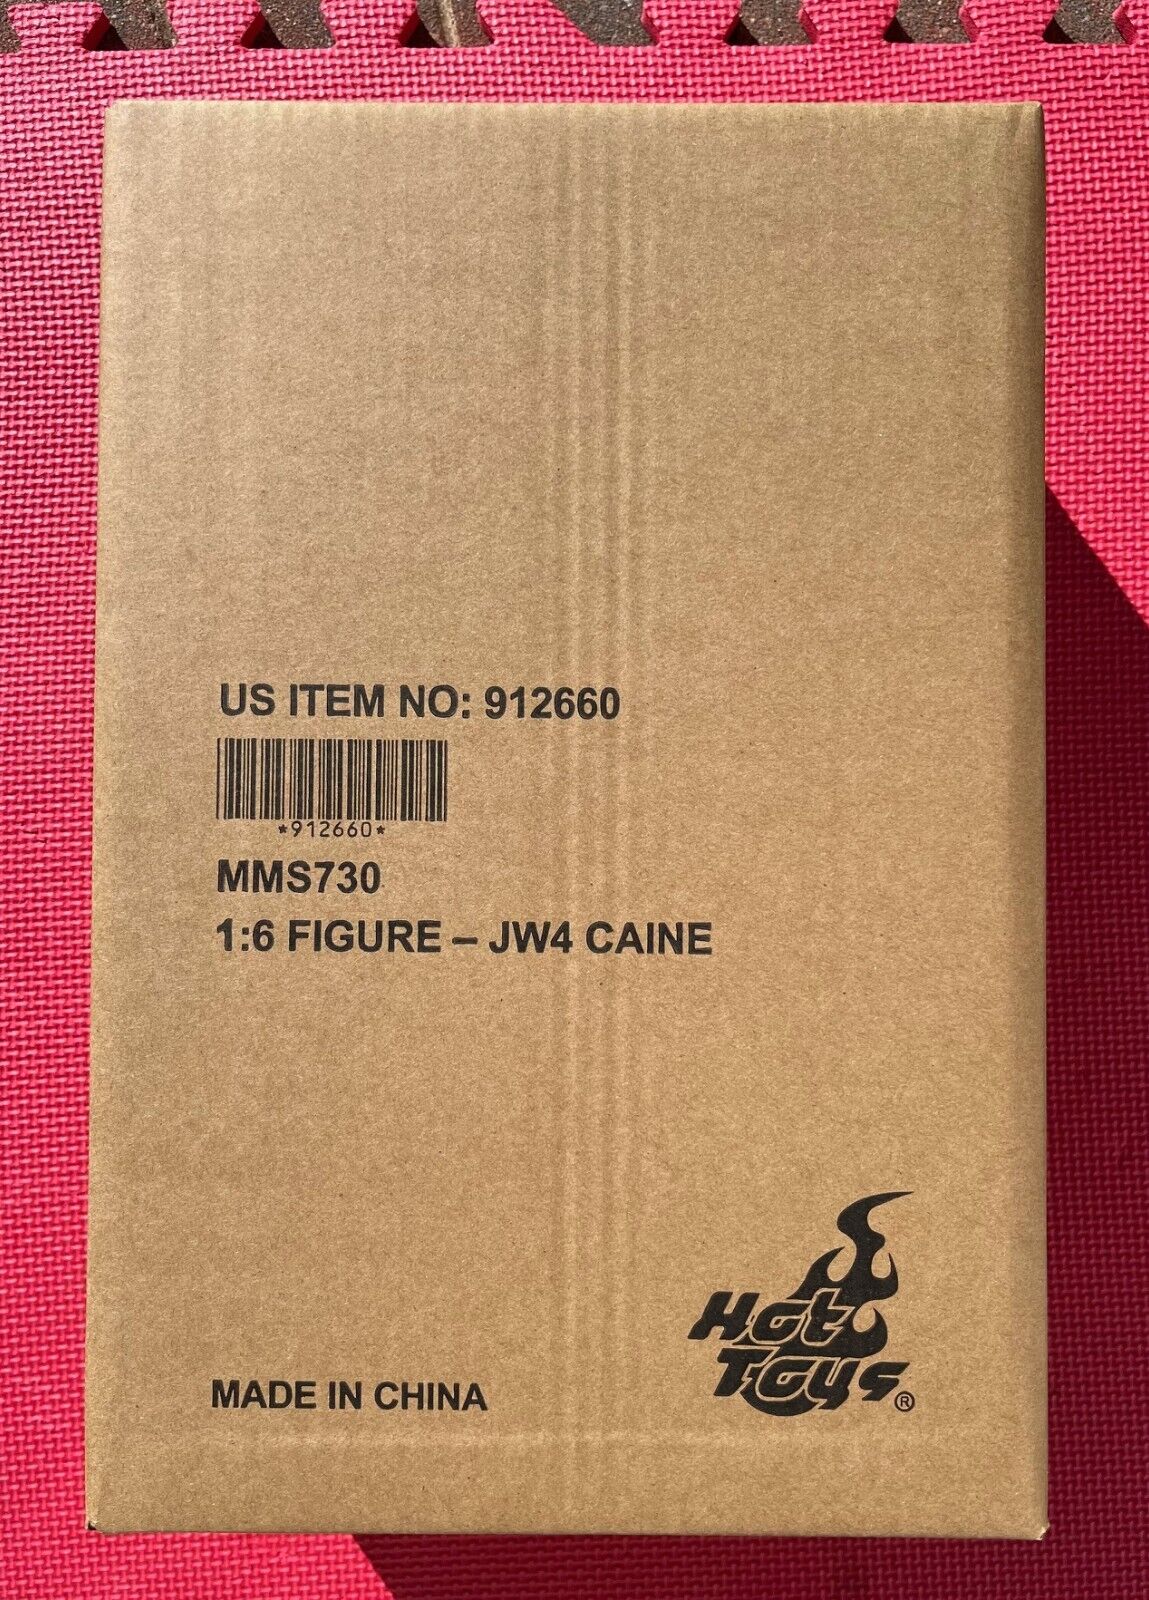 US ITEM NO: 912660
*912660*
MMS730
1:6 FIGURE – JW4 CAINE
Hot
Toys®
MADE IN CHINA